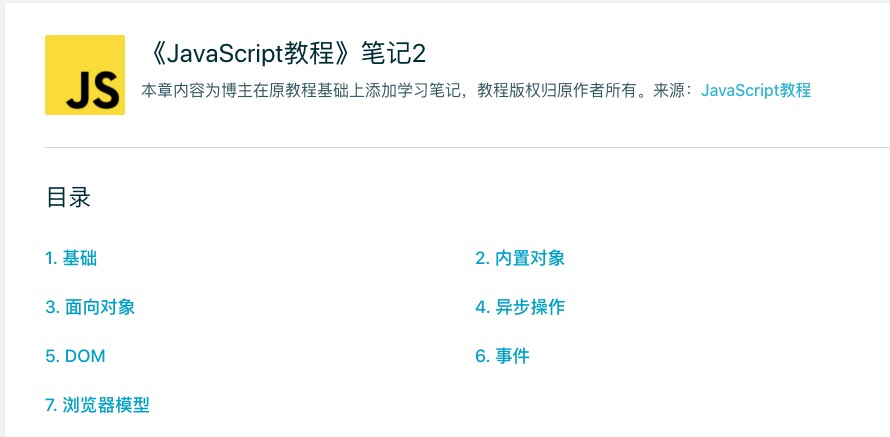 JS
《JavaScript教程》笔记2
本章内容为博主在原教程基础上添加学习笔记，教程版权归原作者所有。来源：JavaScript教程
目录
1. 基础
2. 内置对象
3. 面向对象
4. 异步操作
5. DOM
6. 事件
7. 浏览器模型